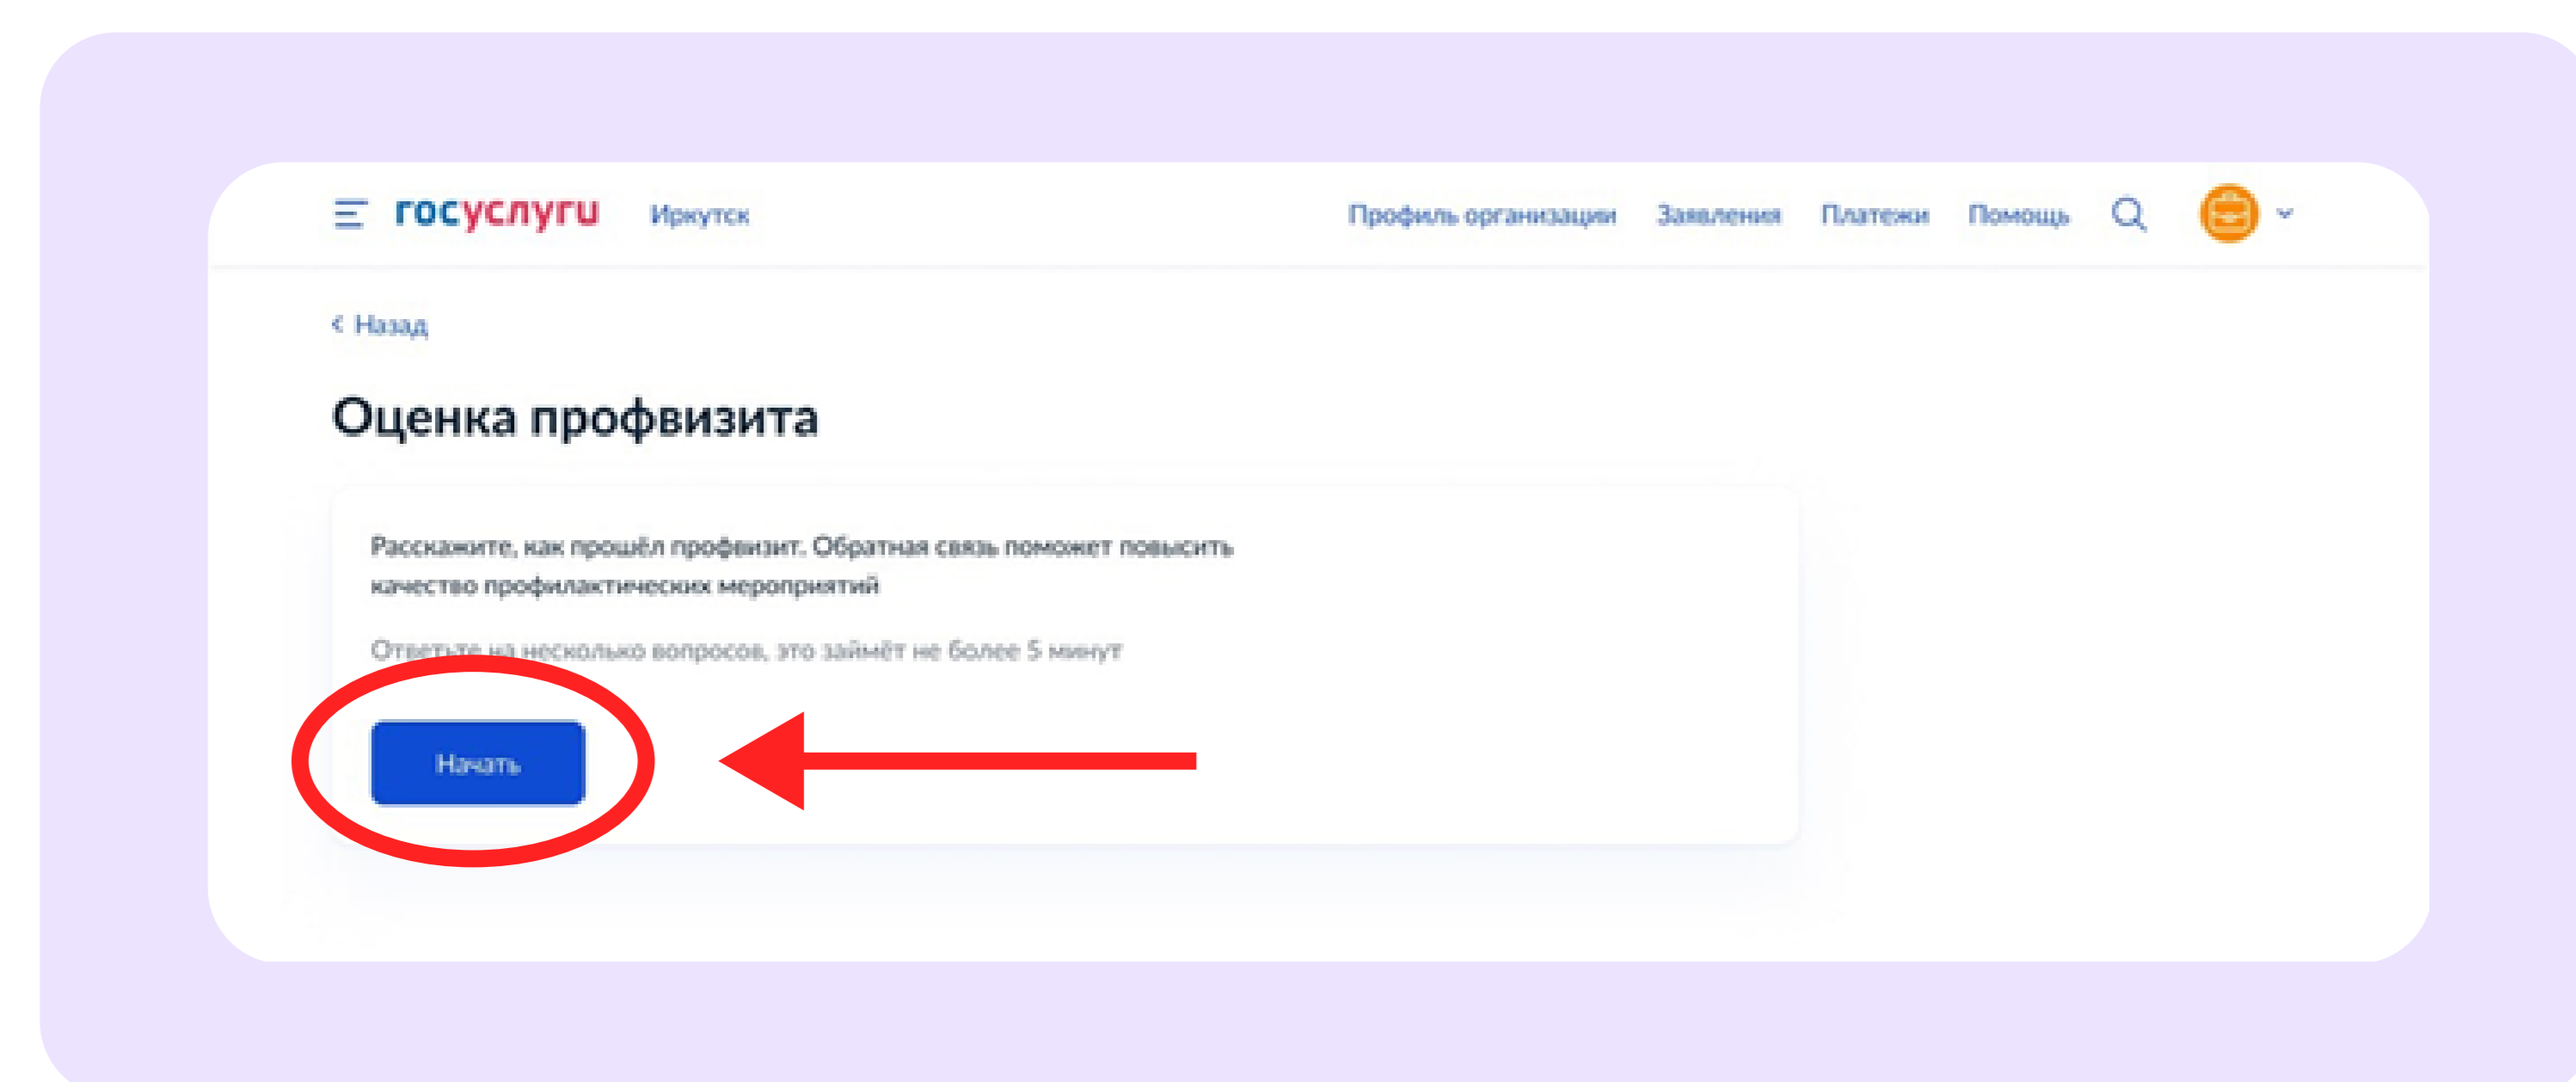 госуслуги Иркутск Профиль организации Заявления Платежи Помощь
Назад
Оценка профвизита
Расскажите, как прошёл профвизит. Обратная связь поможет повысить
качество профилактических мероприятий
Ответьте на несколько вопросов, это займёт не более 5 минут
Начать